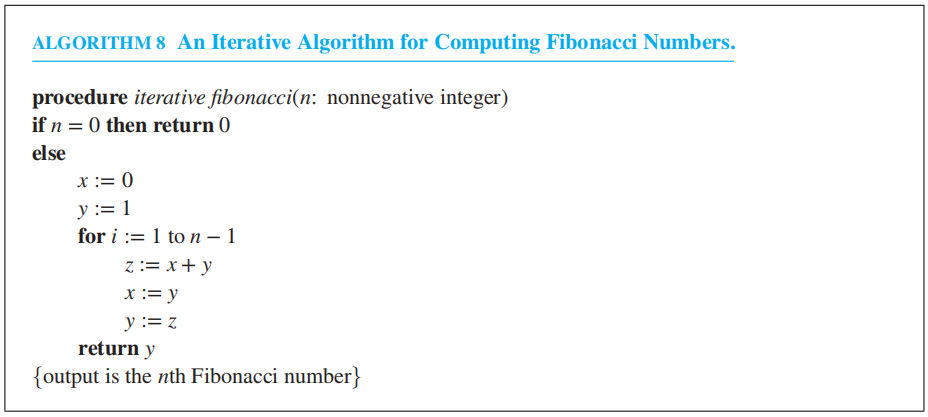 ALGORITHM 8 An Iterative Algorithm for Computing Fibonacci Numbers.
procedure iterative fibonacci(n: nonnegative integer)
if n = 0 then return 0
else
x := 0
y := 1
for i := 1 to n − 1
z := x + y
x := y
y := z
return y
{output is the nth Fibonacci number}